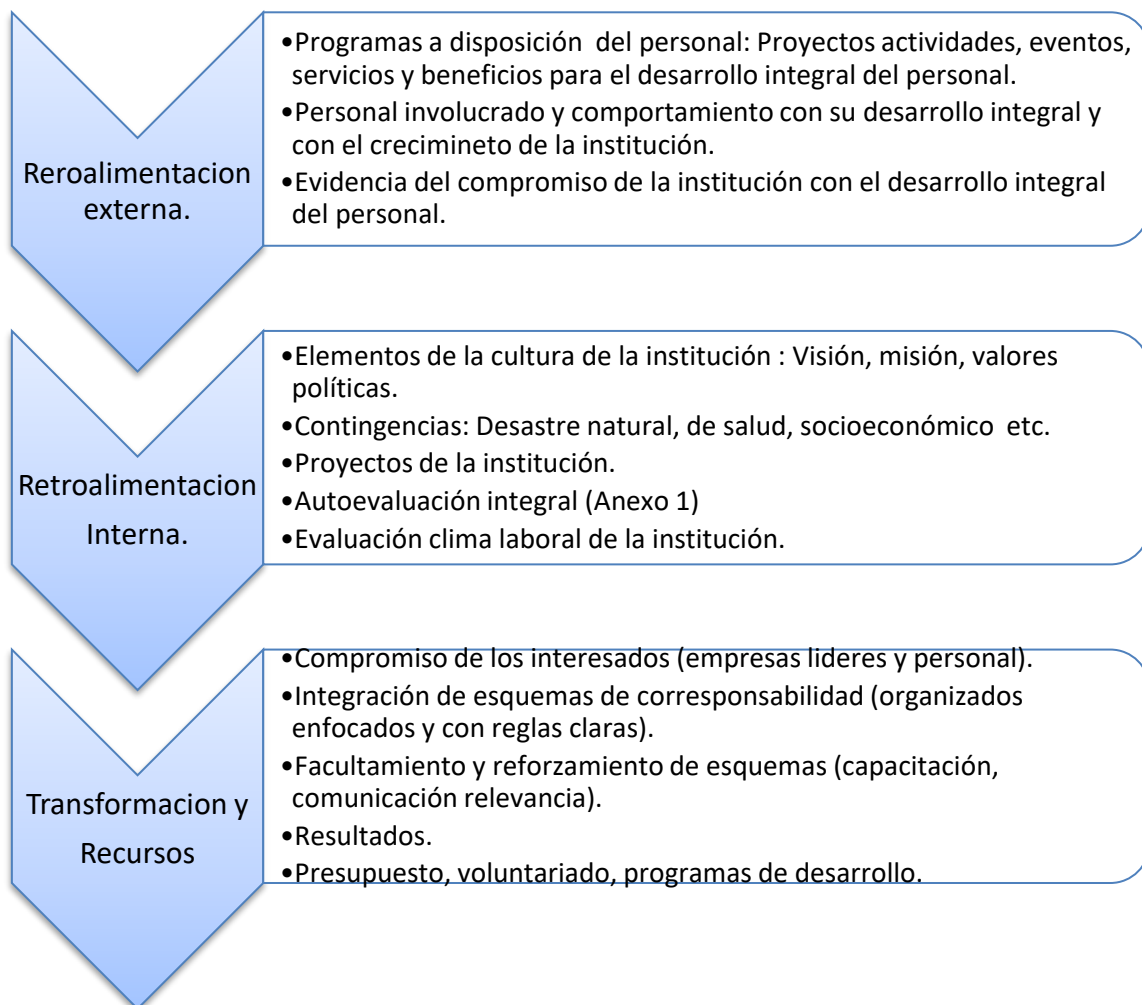 Reroalimentacion
externa.
•Programas a disposición  del personal: Proyectos actividades, eventos,
servicios y beneficios para el desarrollo integral del personal.
•Personal involucrado y comportamiento con su desarrollo integral y
con el crecimineto de la institución.
•Evidencia del compromiso de la institución con el desarrollo integral
del personal.
Retroalimentacion
Interna.
•Elementos de la cultura de la institución : Visión, misión, valores
políticas.
•Contingencias: Desastre natural, de salud, socioeconómico  etc.
•Proyectos de la institución.
•Autoevaluación integral (Anexo 1)
•Evaluación clima laboral de la institución.
Transformacion y
Recursos
•Compromiso de los interesados (empresas lideres y personal).
•Integración de esquemas de corresponsabilidad (organizados
enfocados y con reglas claras).
•Facultamiento y reforzamiento de esquemas (capacitación,
comunicación relevancia).
•Resultados.
•Presupuesto, voluntariado, programas de desarrollo.